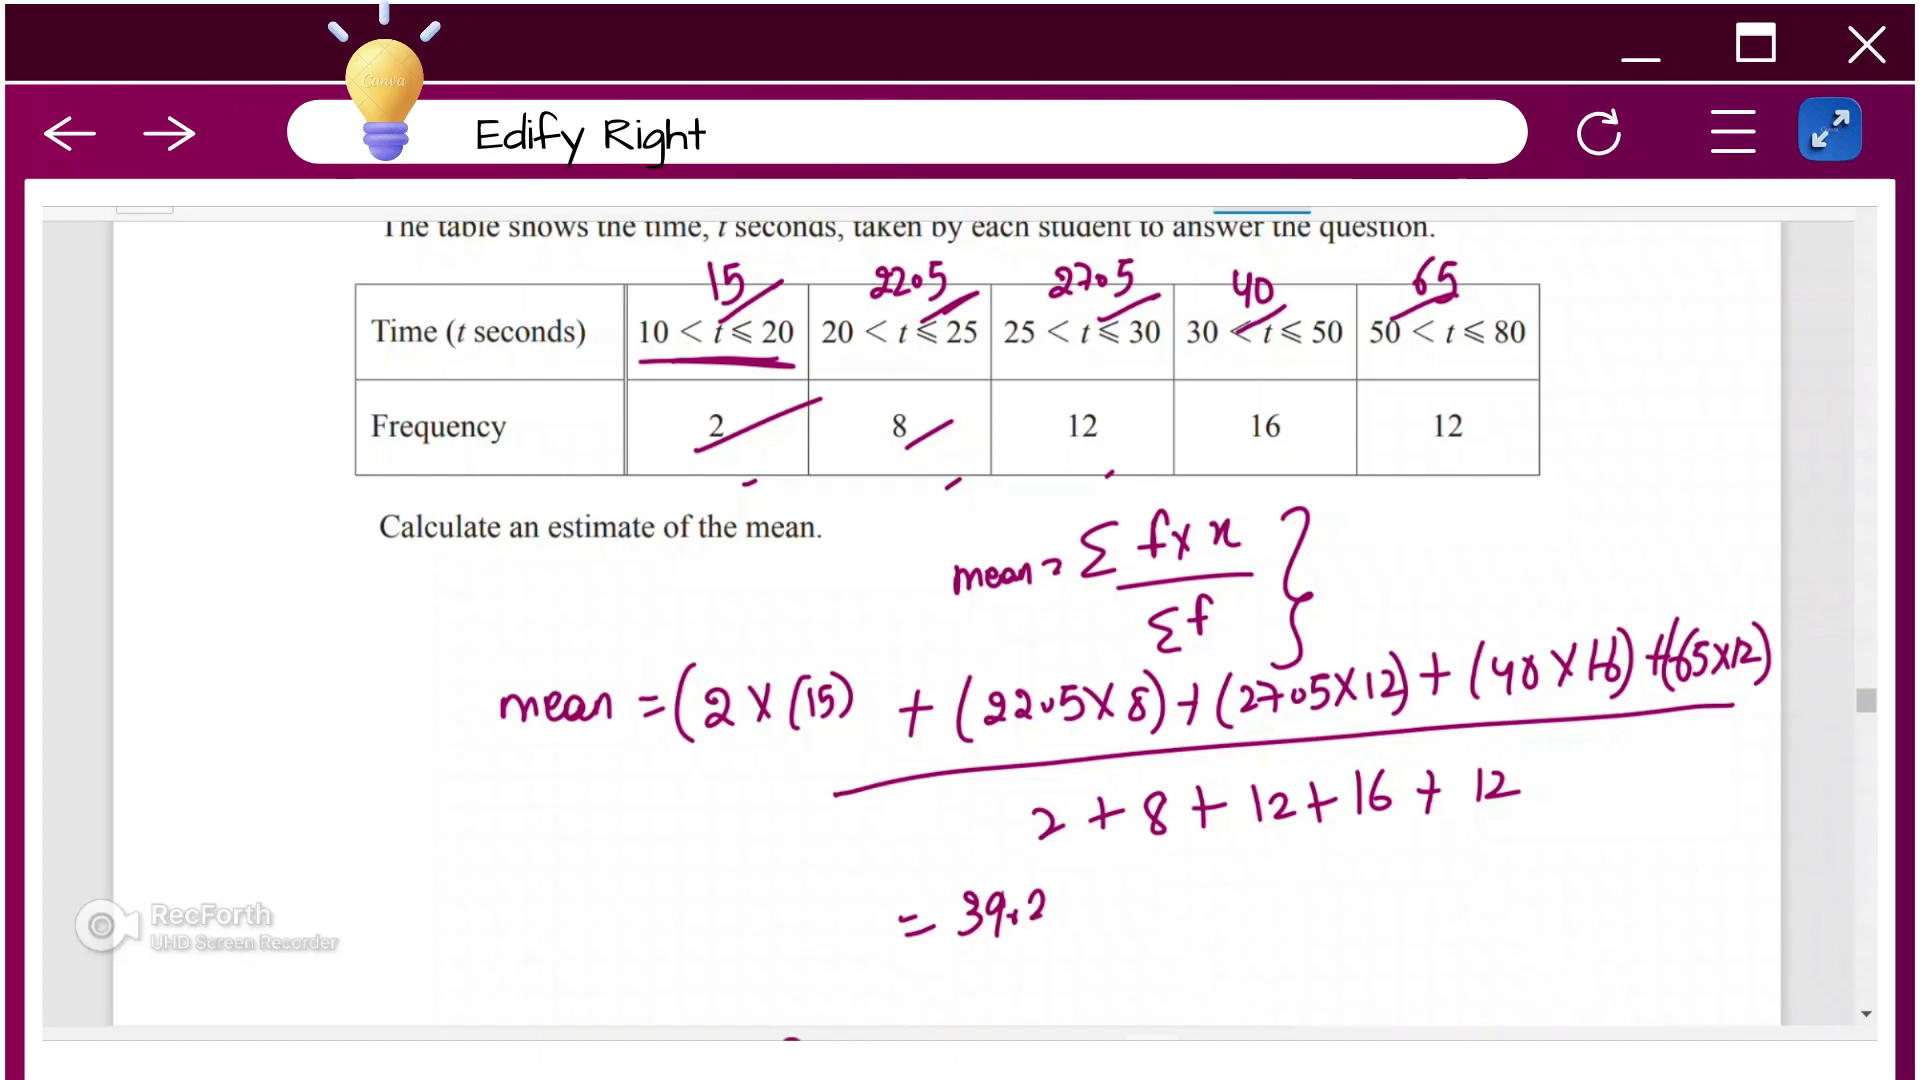 Canva
Edify Right
The table shows the time, t seconds, taken by each student to answer the question.
15 22.5 27.5 40 65
Time (t seconds) 10 < t ⩽ 20 20 < t ⩽ 25 25 < t ⩽ 30 30 < t ⩽ 50 50 < t ⩽ 80
Frequency 2 8 12 16 12
Calculate an estimate of the mean.
mean = Σ f x x
Σf
mean = (2 × (15) + (22.5 × 8) + (27.5 × 12) + (40 × 16) + (65 × 12)
2 + 8 + 12 + 16 + 12
= 39.2
RecForth
UHD Screen Recorder